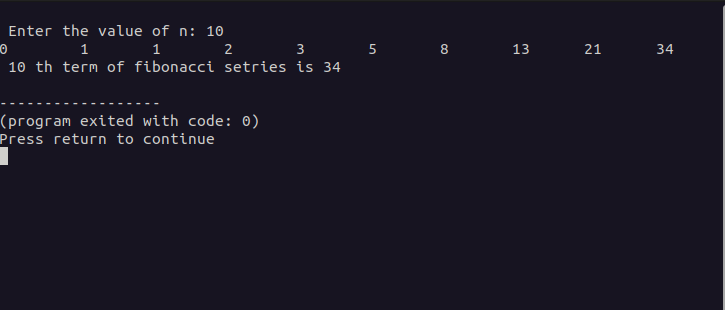 Enter the value of n: 10
0 1 1 2 3 5 8 13 21 34
10 th term of fibonacci setries is 34
------------------
(program exited with code: 0)
Press return to continue